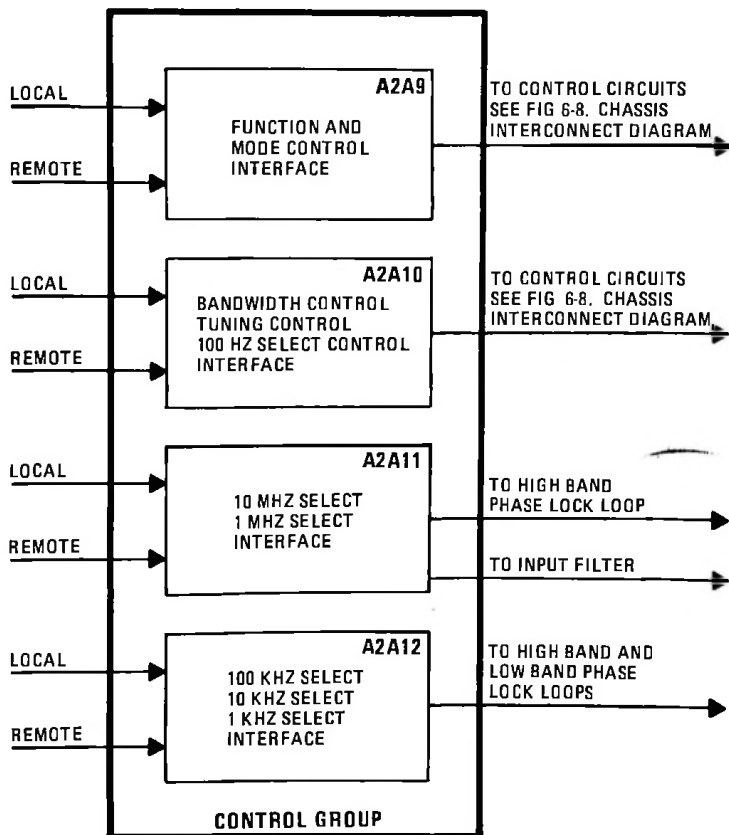 LOCAL
REMOTE
A2A9
FUNCTION AND
MODE CONTROL
INTERFACE
TO CONTROL CIRCUITS
SEE FIG 6-8. CHASSIS
INTERCONNECT DIAGRAM
LOCAL
REMOTE
A2A10
BANDWIDTH CONTROL
TUNING CONTROL
100 HZ SELECT CONTROL
INTERFACE
TO CONTROL CIRCUITS
SEE FIG 6-8. CHASSIS
INTERCONNECT DIAGRAM
LOCAL
REMOTE
A2A11
10 MHZ SELECT
1 MHZ SELECT
INTERFACE
TO HIGH BAND
PHASE LOCK LOOP
TO INPUT FILTER
LOCAL
REMOTE
A2A12
100 KHZ SELECT
10 KHZ SELECT
1 KHZ SELECT
INTERFACE
TO HIGH BAND AND
LOW BAND PHASE
LOCK LOOPS
CONTROL GROUP